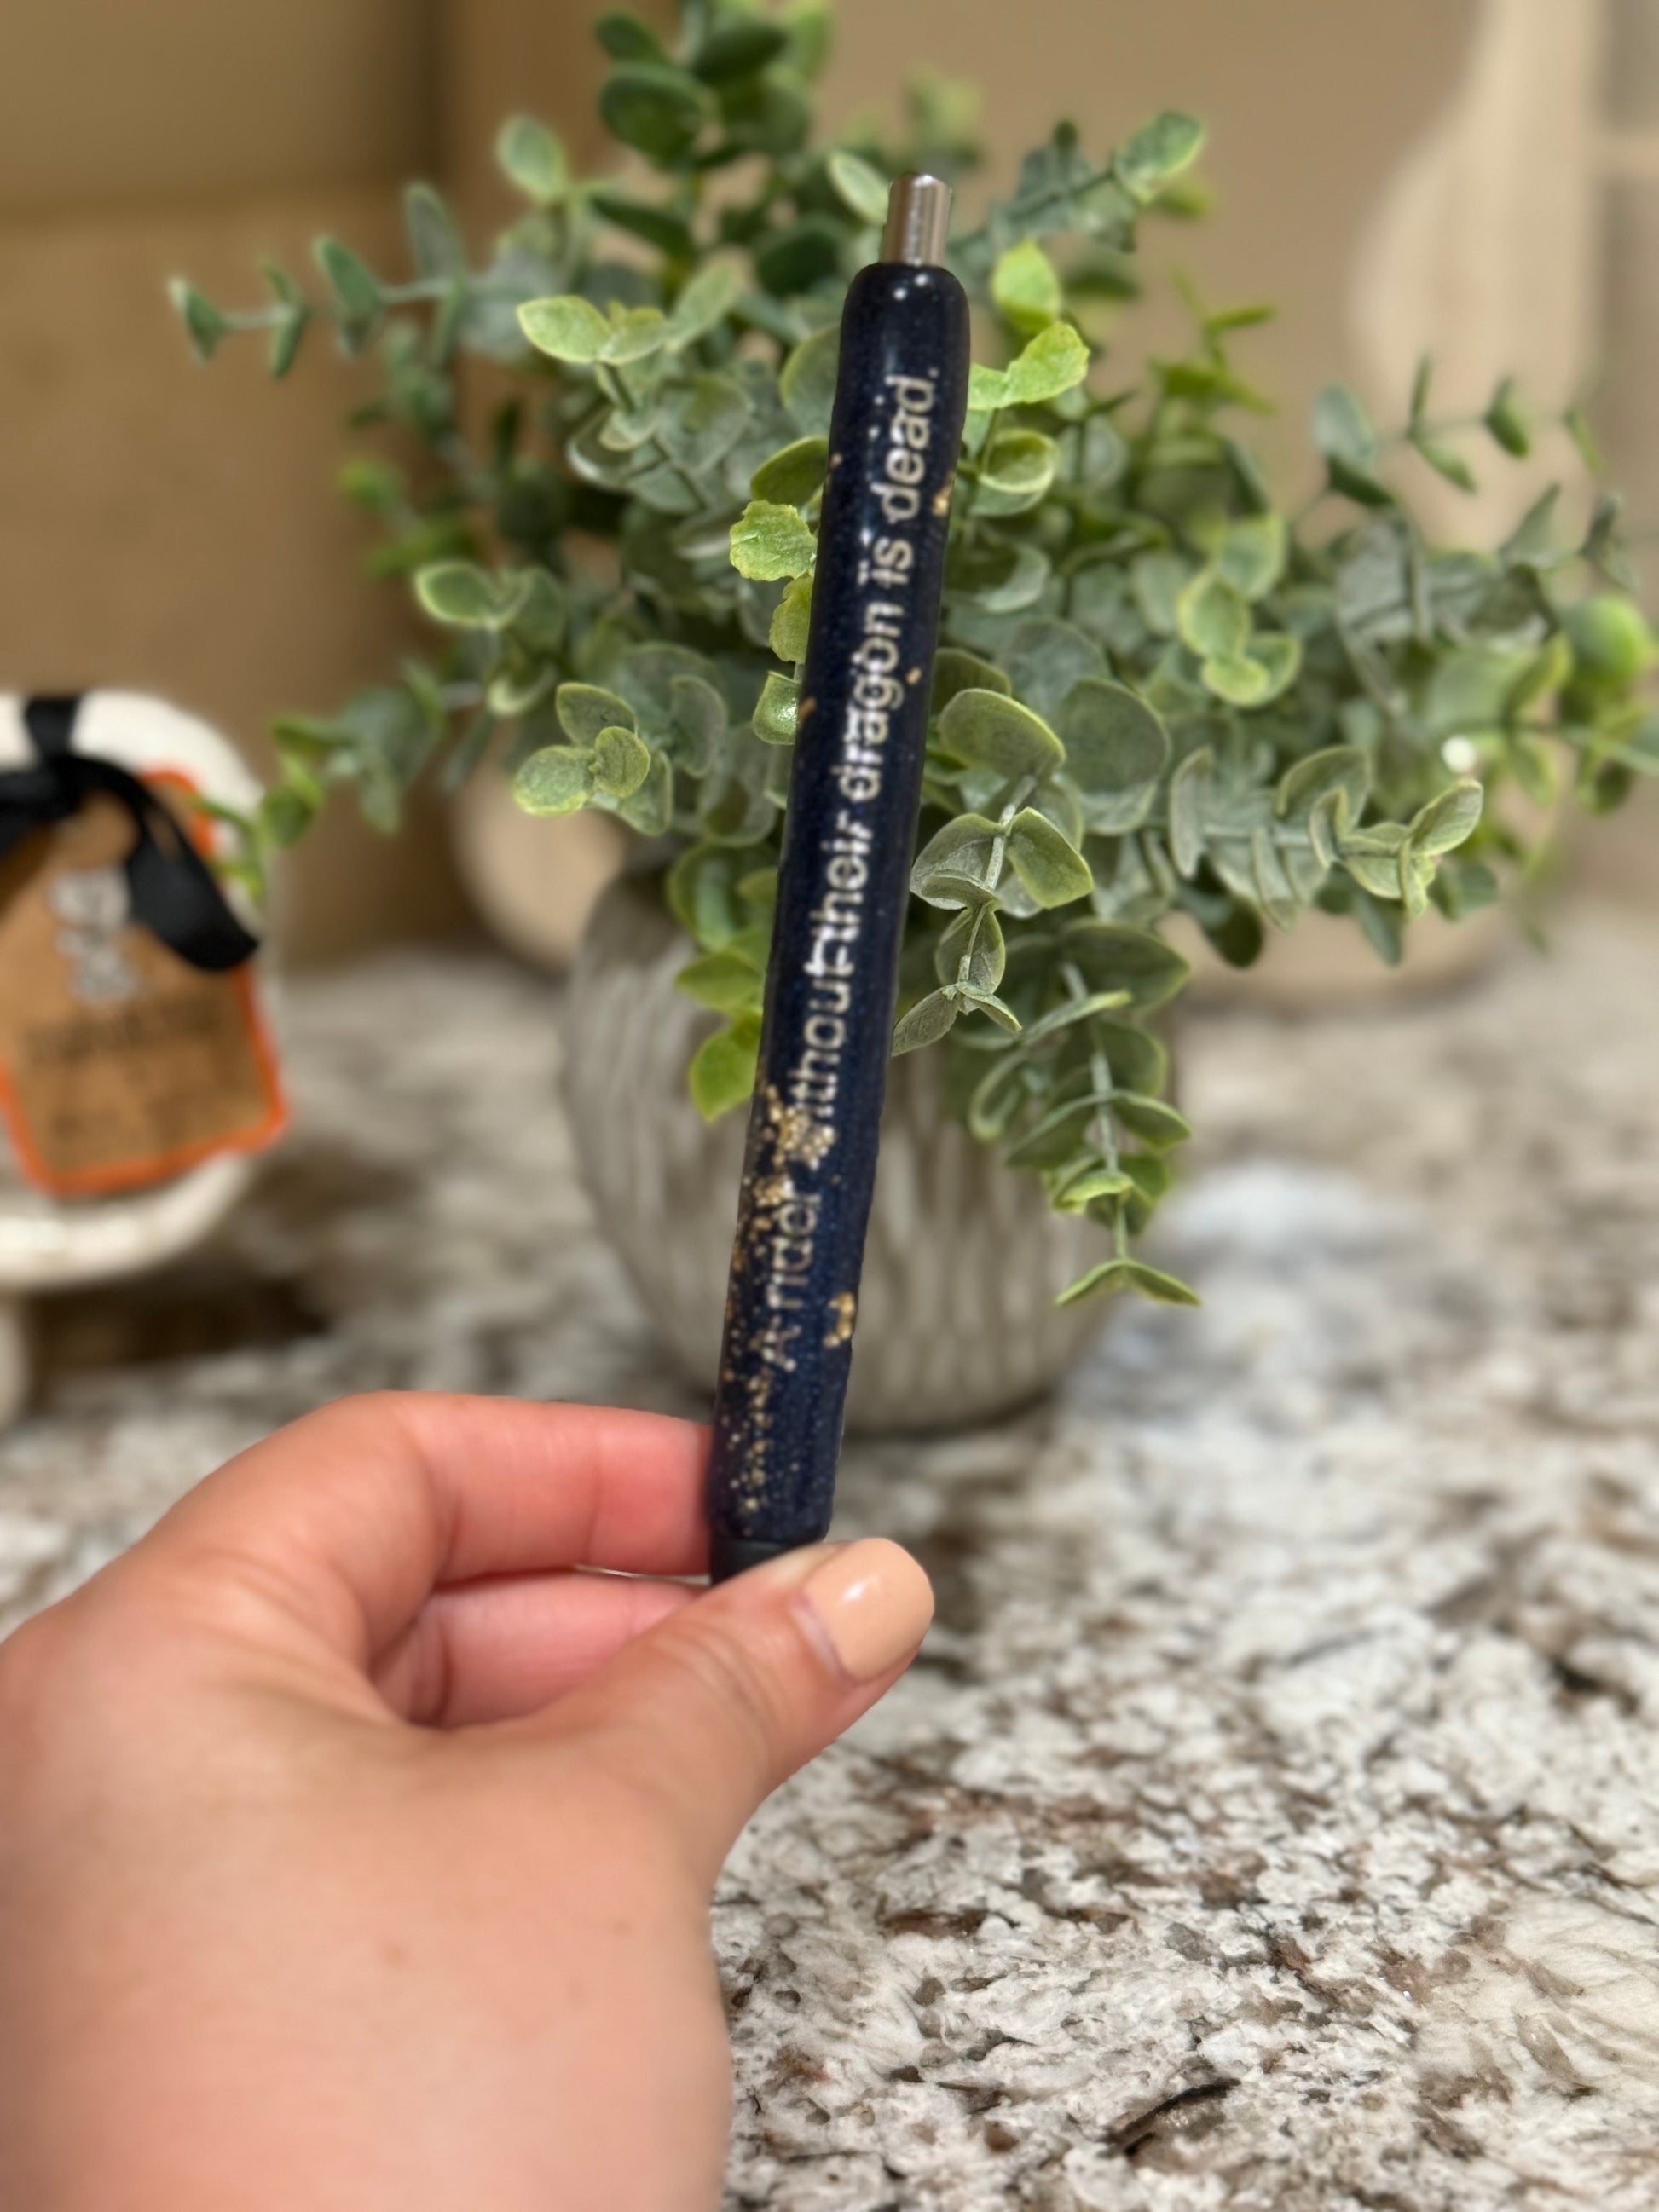 A rider without their dragon is dead.